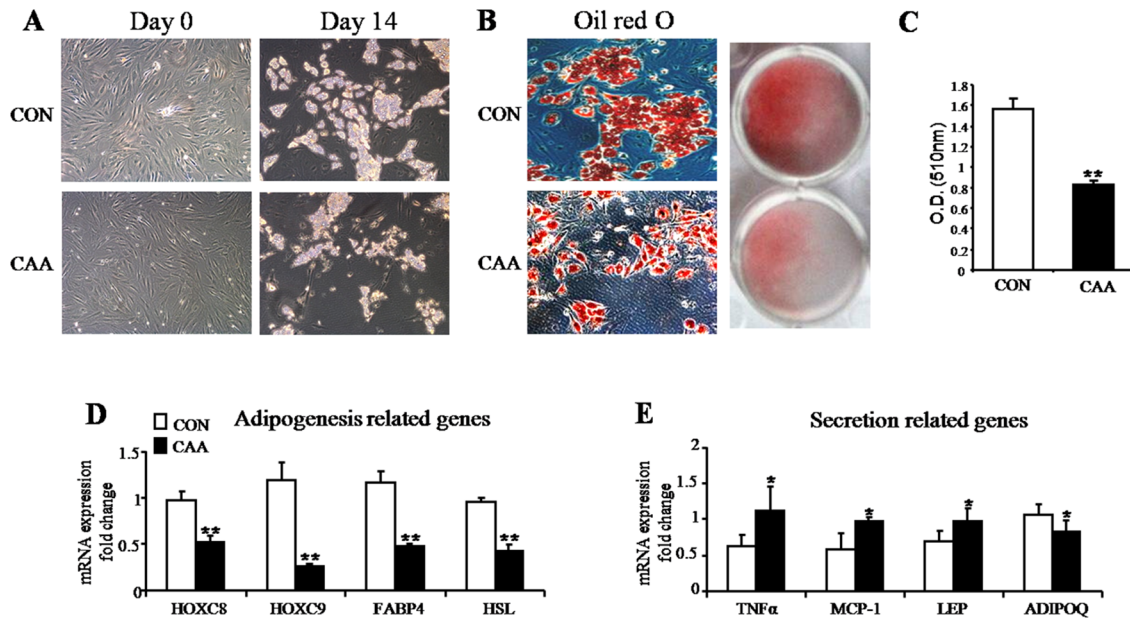 A
Day 0
Day 14
CON
CAA
B
Oil red O
CON
CAA
C
O.D. (510nm)
1.8
1.6
1.4
1.2
1
0.8
0.6
0.4
0.2
0
**
CON
CAA
D
CON
CAA
Adipogenesis related genes
mRNA expression
fold change
1.5
1
0.5
0
**
**
**
**
HOXC8
HOXC9
FABP4
HSL
E
Secretion related genes
mRNA expression
fold change
2
1.5
1
0.5
0
*
*
*
*
TNFα
MCP-1
LEP
ADIPOQ